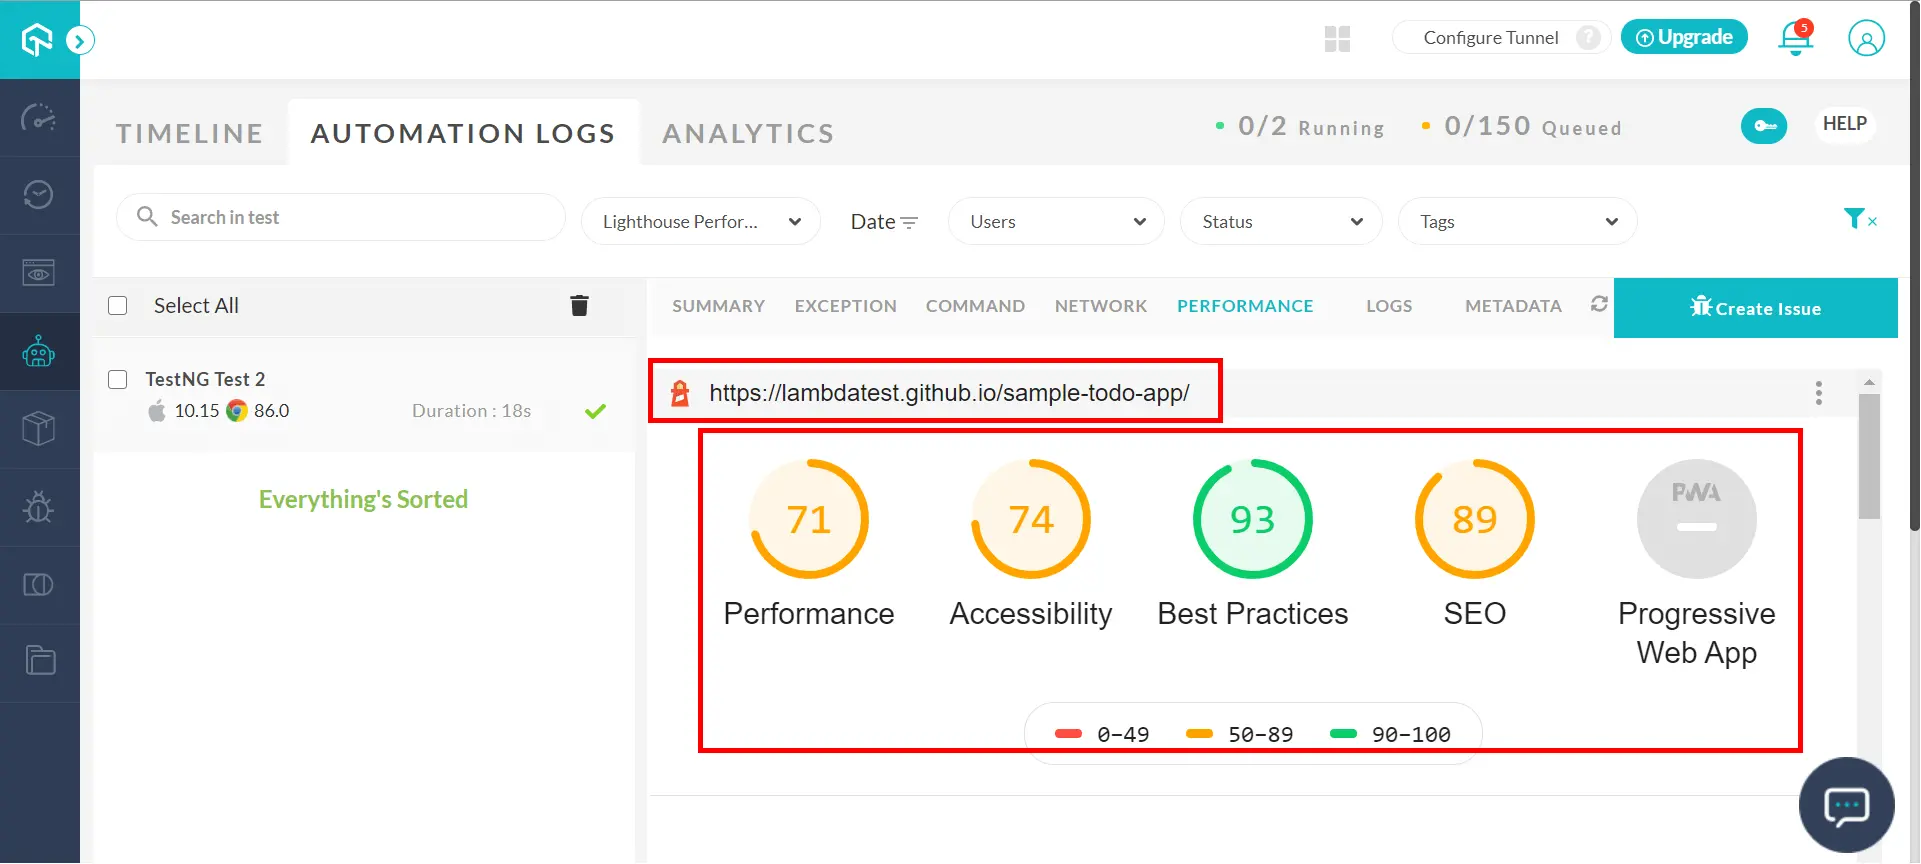 Configure Tunnel ?
Upgrade
5
TIMELINE
AUTOMATION LOGS
ANALYTICS
0/2 Running
0/150 Queued
HELP
Search in test
Lighthouse Perfor...
Date
Users
Status
Tags
Select All
SUMMARY
EXCEPTION
COMMAND
NETWORK
PERFORMANCE
LOGS
METADATA
Create Issue
TestNG Test 2
10.15 86.0
Duration : 18s
Everything's Sorted
https://lambdatest.github.io/sample-todo-app/
71
74
93
89
PWA
Performance
Accessibility
Best Practices
SEO
Progressive
Web App
0–49
50–89
90–100